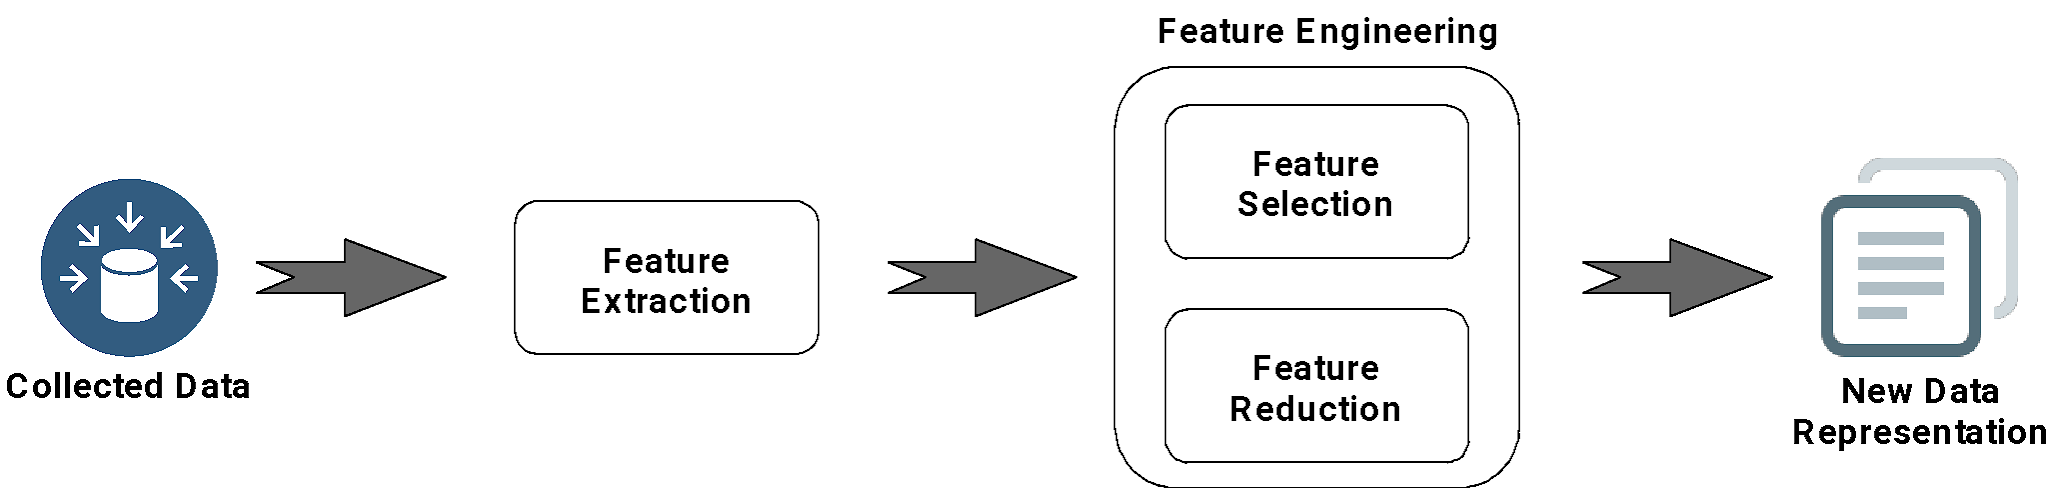 Feature Engineering
Collected Data
Feature
Extraction
Feature
Selection
Feature
Reduction
New Data
Representation